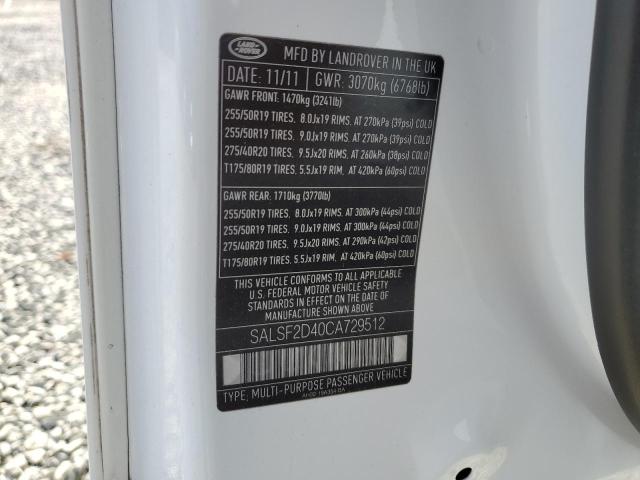 LAND
ROVER
MFD BY LANDROVER IN THE UK
DATE: 11/11 GWR: 3070kg (6768lb)
GAWR FRONT: 1470kg (3241lb)
255/50R19 TIRES, 8.0Jx19 RIMS. AT 270kPa (39psi) COLD
255/50R19 TIRES, 9.0Jx19 RIMS. AT 270kPa (39psi) COLD
275/40R20 TIRES, 9.5Jx20 RIMS. AT 260kPa (38psi) COLD
T175/80R19 TIRES, 5.5Jx19 RIM, AT 420kPa (60psi) COLD
GAWR REAR: 1710kg (3770lb)
255/50R19 TIRES, 8.0Jx19 RIMS. AT 300kPa (44psi) COLD
255/50R19 TIRES, 9.0Jx19 RIMS. AT 300kPa (44psi) COLD
275/40R20 TIRES, 9.5Jx20 RIMS. AT 290kPa (42psi) COLD
T175/80R19 TIRES, 5.5Jx19 RIM, AT 420kPa (60psi) COLD
THIS VEHICLE CONFORMS TO ALL APPLICABLE
U.S. FEDERAL MOTOR VEHICLE SAFETY
STANDARDS IN EFFECT ON THE DATE OF
MANUFACTURE SHOWN ABOVE.
SALSF2D40CA729512
TYPE; MULTI-PURPOSE PASSENGER VEHICLE